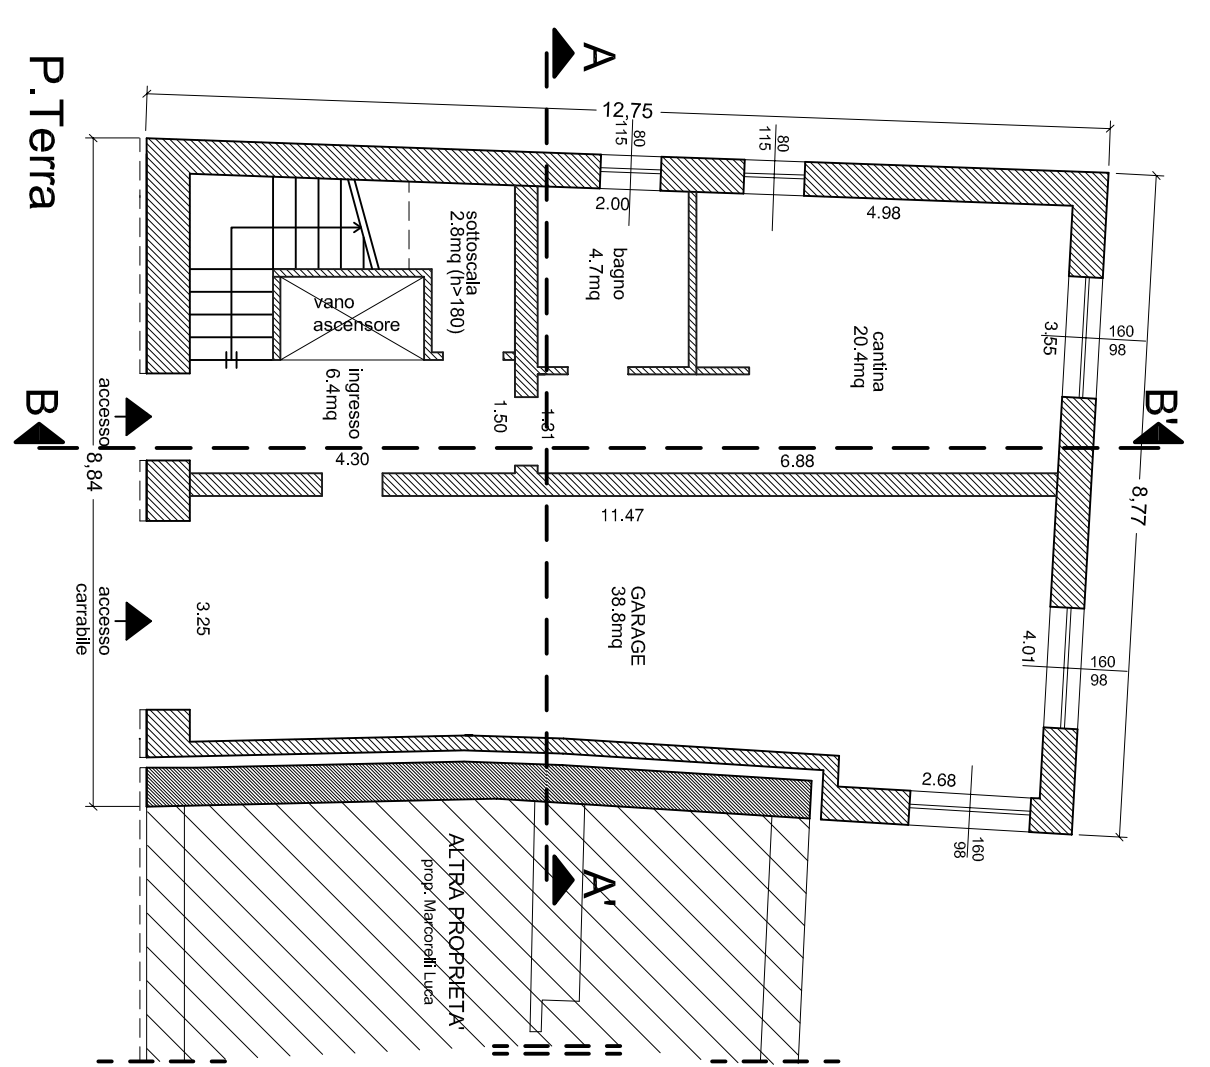 P.Terra
A
12,75
115
80
115
80
2.00
4.98
sottoscala
2.8mq (h>180)
bagno
4.7mq
vano
ascensore
cantina
20.4mq
3,55
160
98
ingresso
6.4mq
1.50
1.31
B
accesso
B'
8,84
4.30
6.88
8,77
11.47
GARAGE
38.8mq
3.25
accesso
carrabile
4.01
160
98
2.68
160
98
A'
ALTRA PROPRIETA'
prop. Marcorelli Luca